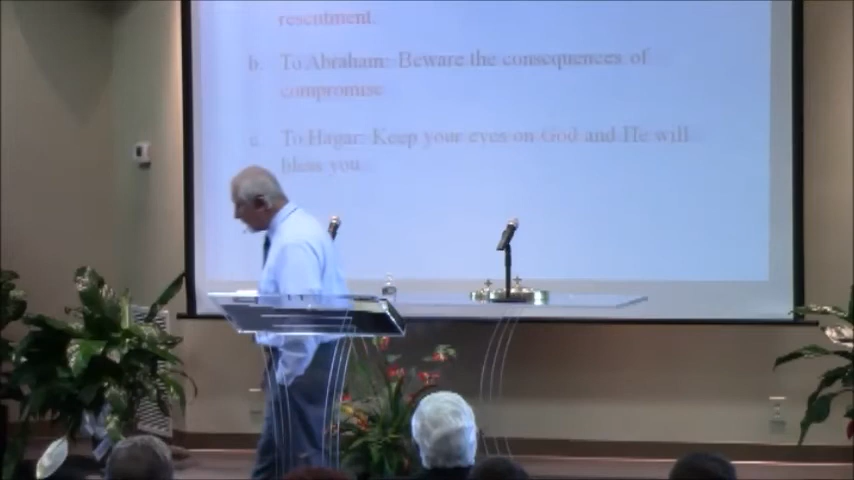 resentment.
b. To Abraham: Beware the consequences of
compromise
c. To Hagar: Keep your eyes on God and He will
bless you.